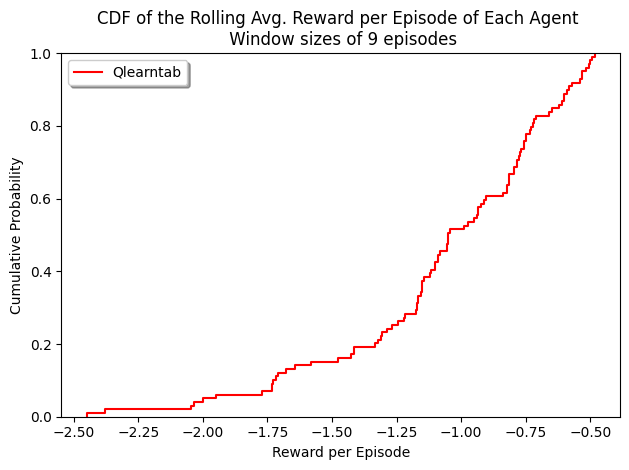 CDF of the Rolling Avg. Reward per Episode of Each Agent
Window sizes of 9 episodes
Qlearntab
Cumulative Probability
1.0
0.8
0.6
0.4
0.2
0.0
−2.50 −2.25 −2.00 −1.75 −1.50 −1.25 −1.00 −0.75 −0.50
Reward per Episode